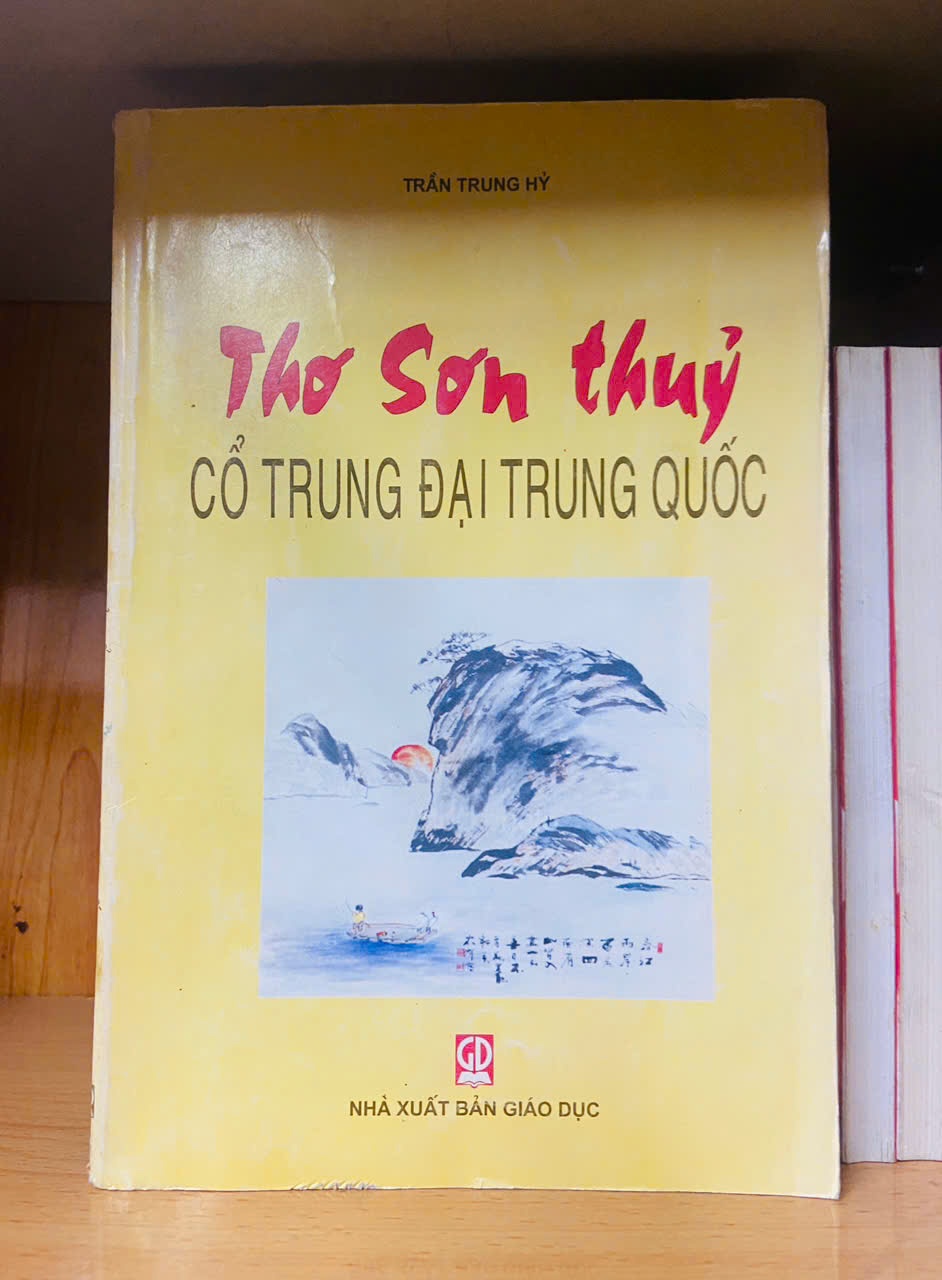 TRẦN TRUNG HỶ
Thơ Sơn thuỷ
CỔ TRUNG ĐẠI TRUNG QUỐC
GD
NHÀ XUẤT BẢN GIÁO DỤC